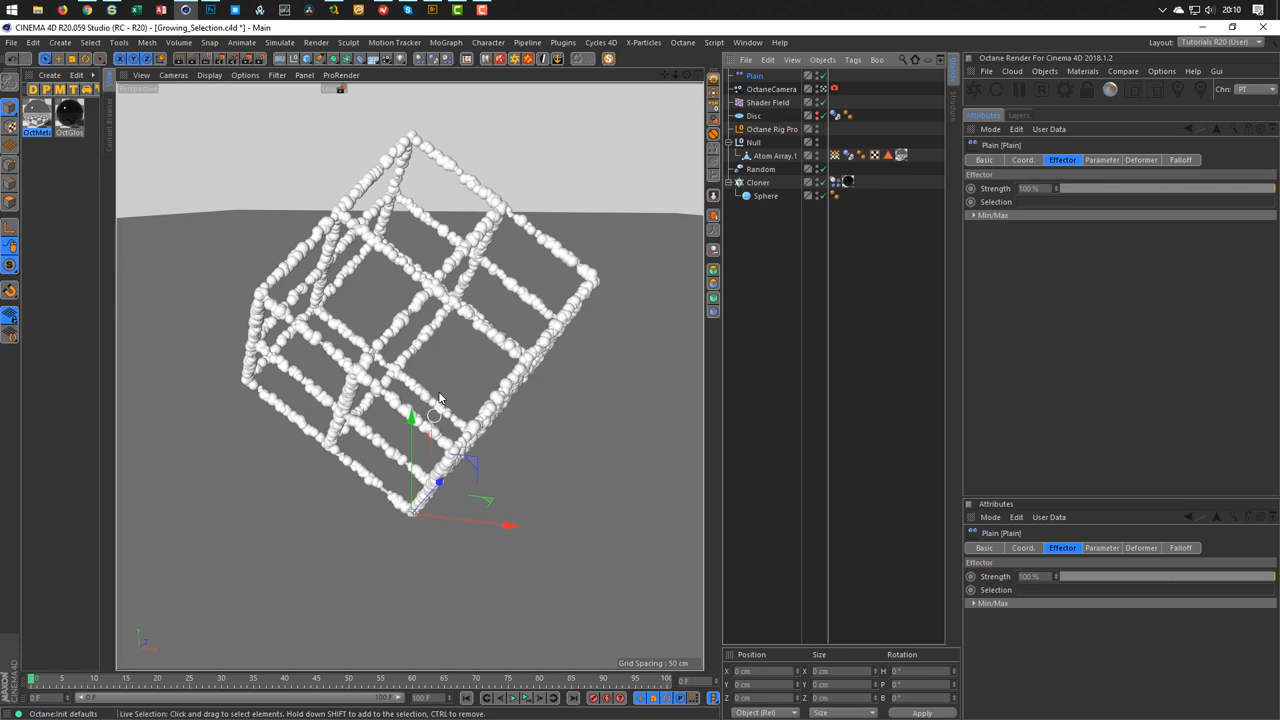 20:10
CINEMA 4D R20.059 Studio (RC - R20) - [Growing_Selection.c4d *] - Main
File Edit Create Select Tools Mesh Volume Snap Animate Simulate Render Sculpt Motion Tracker MoGraph Character Pipeline Plugins Cycles 4D X-Particles Octane Script Window Help
Layout: Tutorials R20 (User)
Create Edit
View Cameras Display Options Filter Panel ProRender
D P M T
OctMeta OctGlos
Content Browser
Perspective
Grid Spacing : 50 cm
File Edit View Objects Tags Boo
Plain
OctaneCamera
Shader Field
Disc
Octane Rig Pro
Null
Atom Array.1
Random
Cloner
Sphere
Objects
Structure
Octane Render For Cinema 4D 2018.1.2
File Cloud Objects Materials Compare Options Help Gui
Chn: PT
Attributes Layers
Mode Edit User Data
Plain [Plain]
Basic Coord. Effector Parameter Deformer Falloff
Effector
Strength 100 %
Selection
Min/Max
Attributes
Mode Edit User Data
Plain [Plain]
Basic Coord. Effector Parameter Deformer Falloff
Effector
Strength 100 %
Selection
Min/Max
Position Size Rotation
X 0 cm X 0 cm H 0 °
Y 0 cm Y 0 cm P 0 °
Z 0 cm Z 0 cm B 0 °
Object (Rel) Size Apply
0 5 10 15 20 25 30 35 40 45 50 55 60 65 70 75 80 85 90 95 100 0 F
0 F 0 F 100 F 100 F
MAXON CINEMA 4D
Octane:Init defaults Live Selection: Click and drag to select elements. Hold down SHIFT to add to the selection, CTRL to remove.